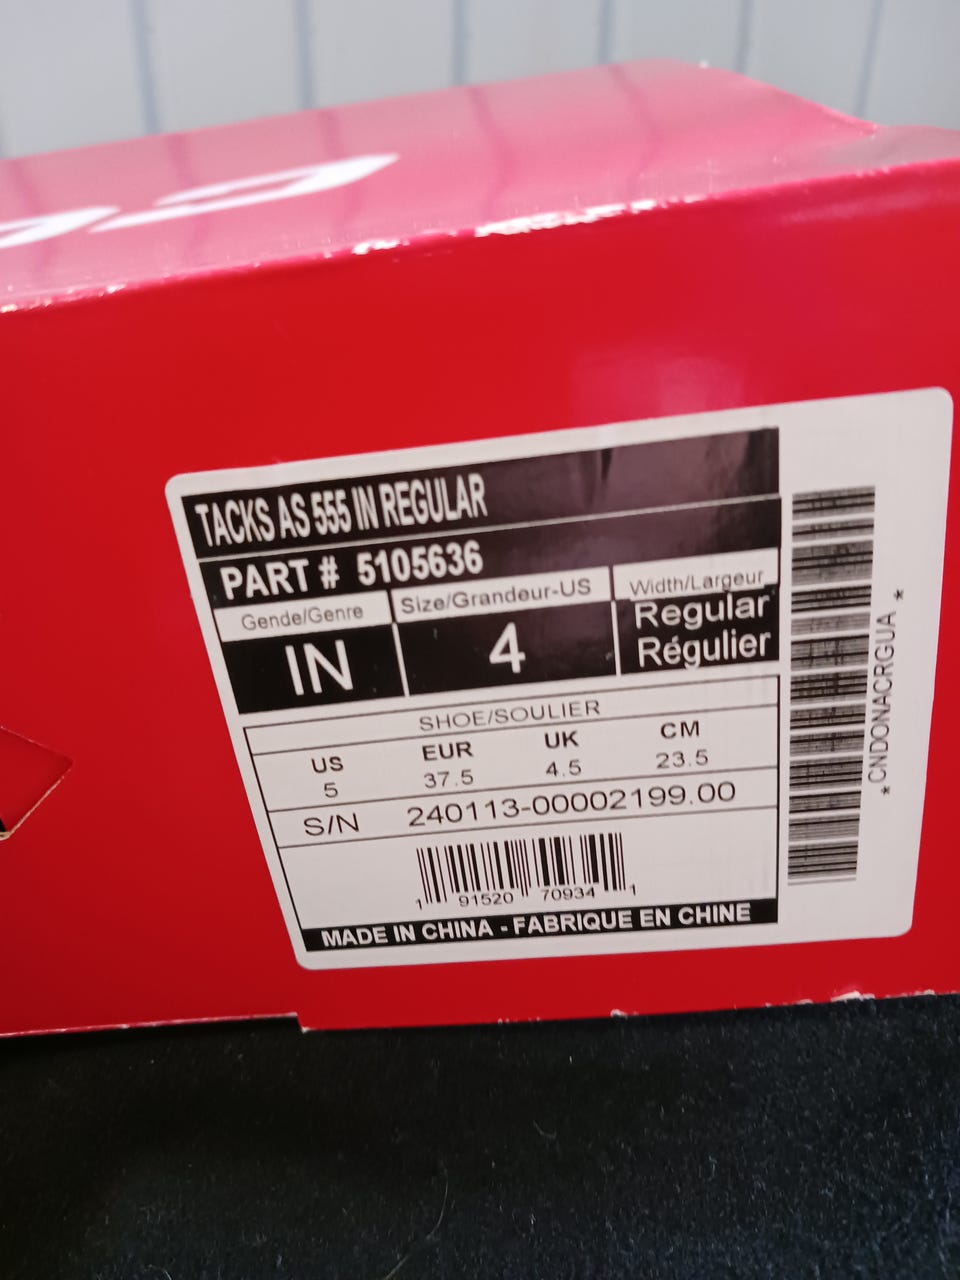 TACKS AS 555 IN REGULAR
PART # 5105636
Gende/Genre Size/Grandeur-US Width/Largeur
IN 4 Regular
Régulier
SHOE/SOULIER
US EUR UK CM
5 37.5 4.5 23.5
S/N 240113-00002199.00
1 91520 70934 1
MADE IN CHINA - FABRIQUE EN CHINE
*CNDONACRGUA*